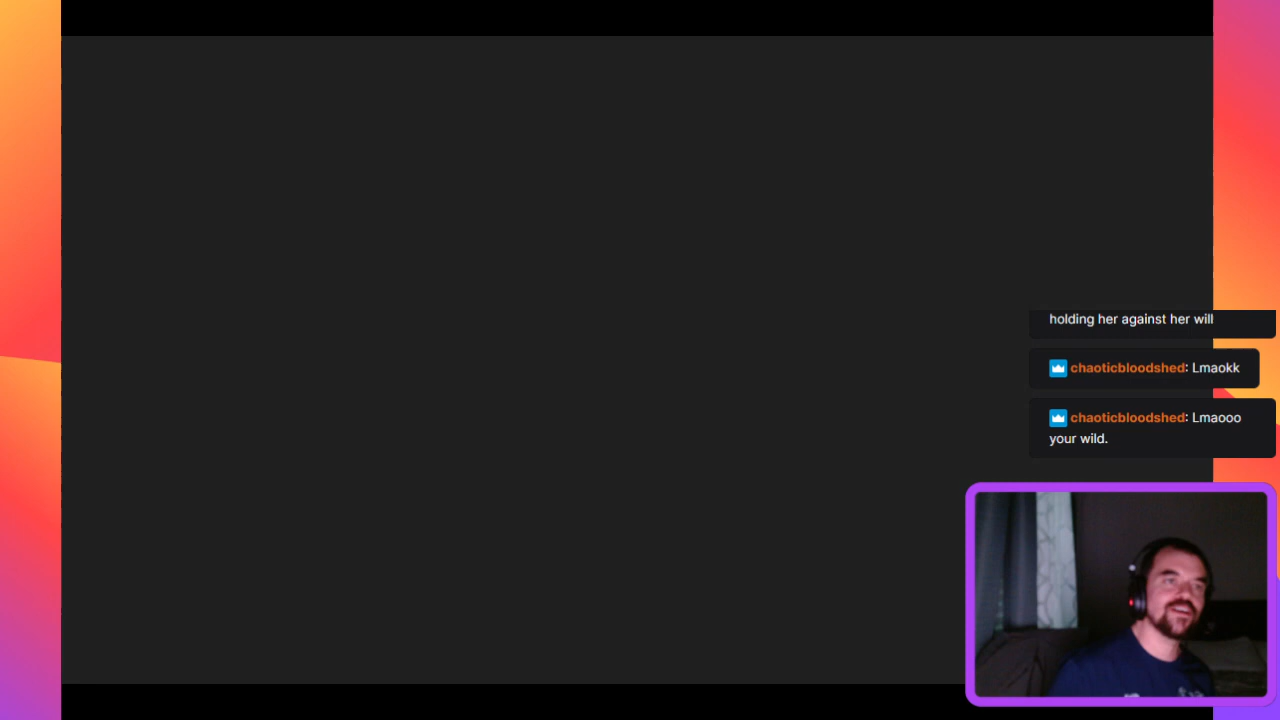 holding her against her will
chaoticbloodshed: Lmaokk
chaoticbloodshed: Lmaooo
your wild.